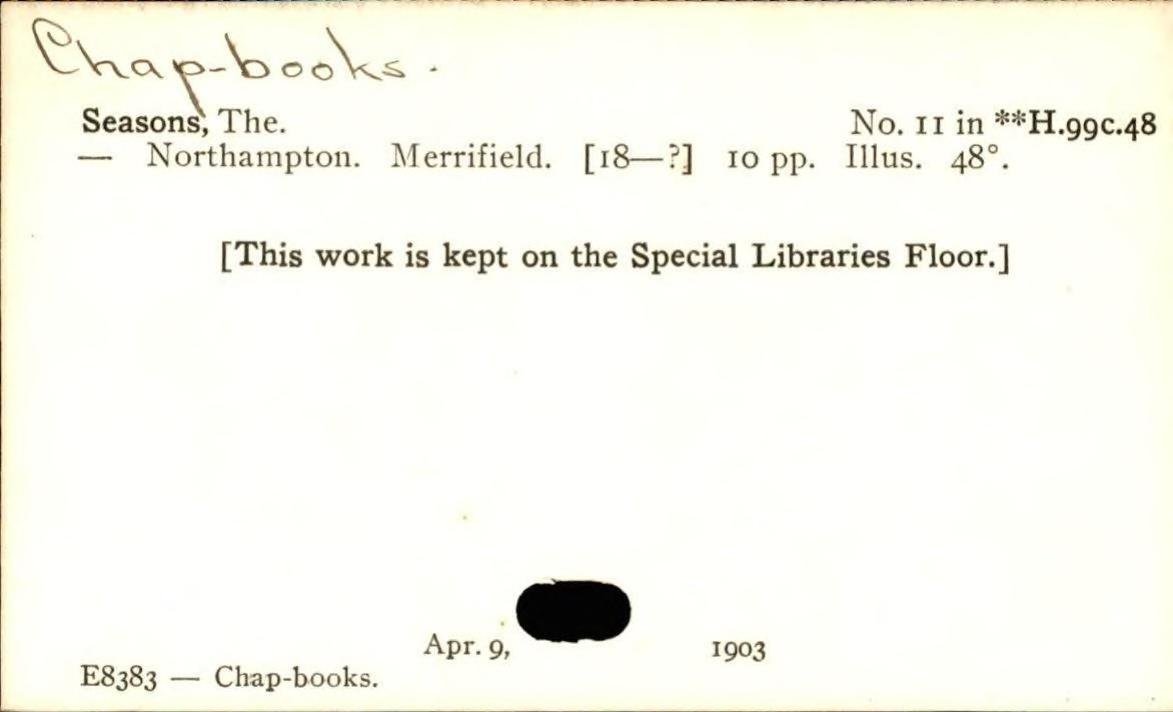 Chap-books.
Seasons, The. No. 11 in **H.99c.48
— Northampton. Merrifield. [18—?] 10 pp. Illus. 48°.
[This work is kept on the Special Libraries Floor.]
Apr. 9, 1903
E8383 — Chap-books.